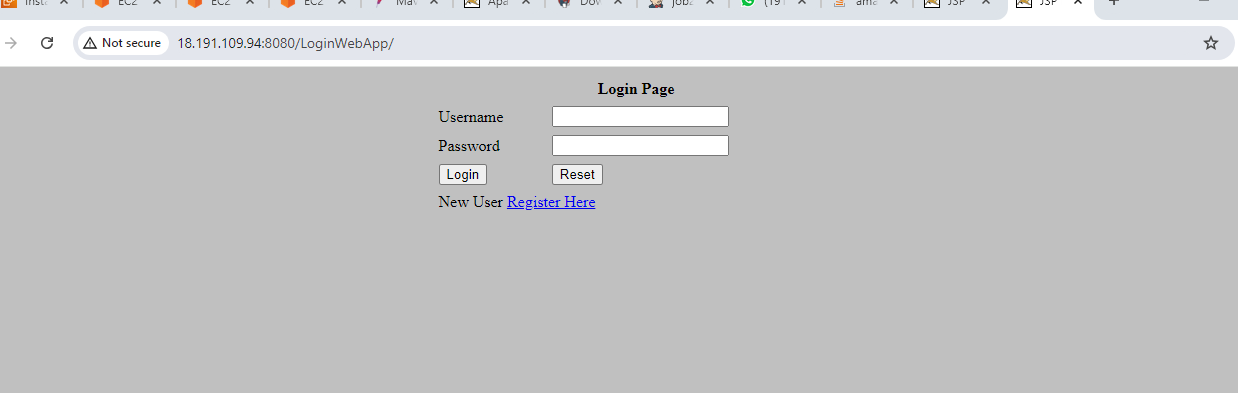 EC2
EC2
EC2
Not secure
18.191.109.94:8080/LoginWebApp/
Login Page
Username
Password
Login
Reset
New User Register Here